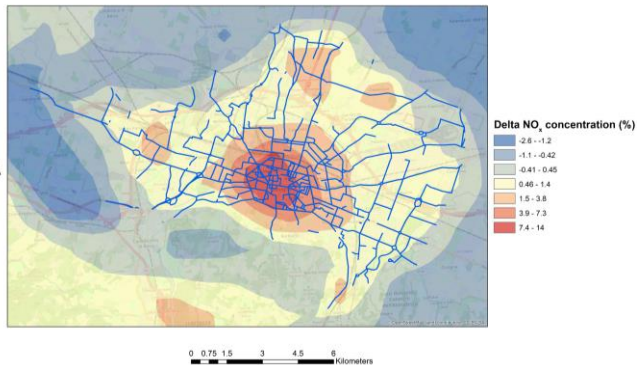 Delta NOx concentration (%)
-2.6 - -1.2
-1.1 - -0.42
-0.41 - 0.45
0.46 - 1.4
1.5 - 3.8
3.9 - 7.3
7.4 - 14
0 0.75 1.5 3 4.5 6
Kilometers